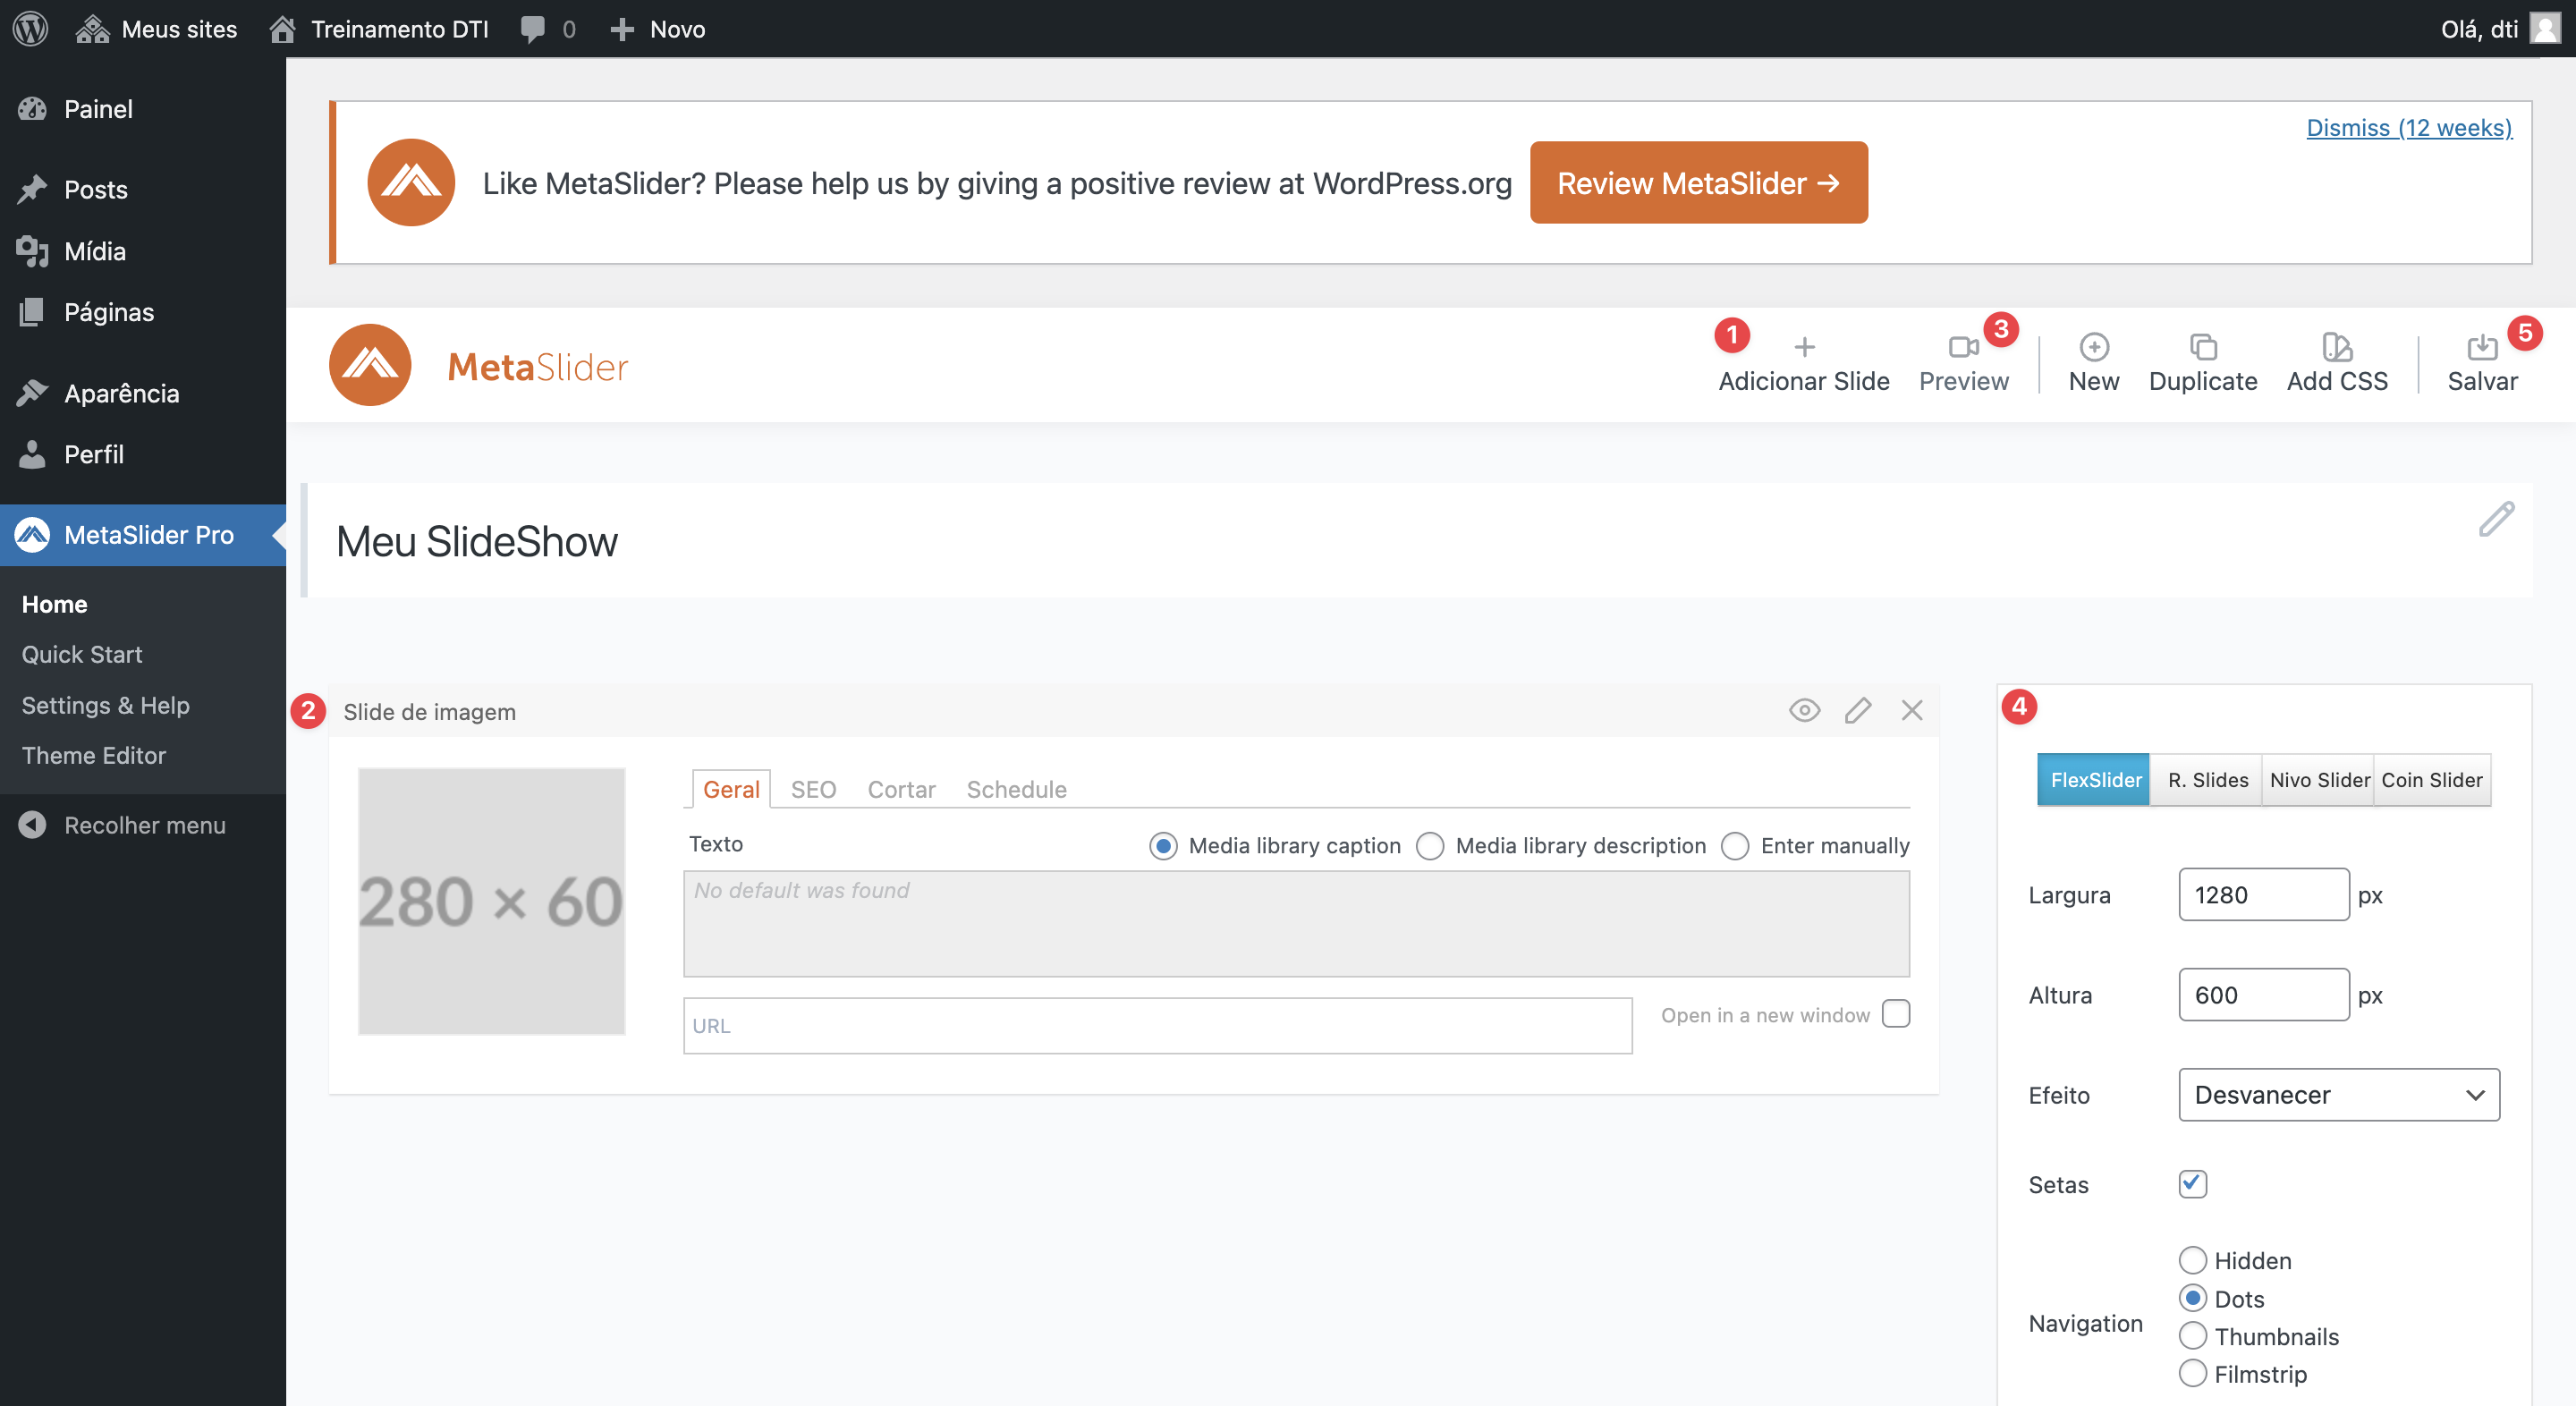 Meus sites Treinamento DTI 0 Novo Olá, dti
Painel
Posts
Mídia
Páginas
Aparência
Perfil
MetaSlider Pro
Home
Quick Start
Settings & Help
Theme Editor
Recolher menu
Dismiss (12 weeks)
Like MetaSlider? Please help us by giving a positive review at WordPress.org Review MetaSlider →
MetaSlider
1 Adicionar Slide
3 Preview
New
Duplicate
Add CSS
5 Salvar
Meu SlideShow
2 Slide de imagem
280 × 60
Geral SEO Cortar Schedule
Texto Media library caption Media library description Enter manually
No default was found
URL Open in a new window
4
FlexSlider R. Slides Nivo Slider Coin Slider
Largura 1280 px
Altura 600 px
Efeito Desvanecer
Setas
Navigation
Hidden
Dots
Thumbnails
Filmstrip